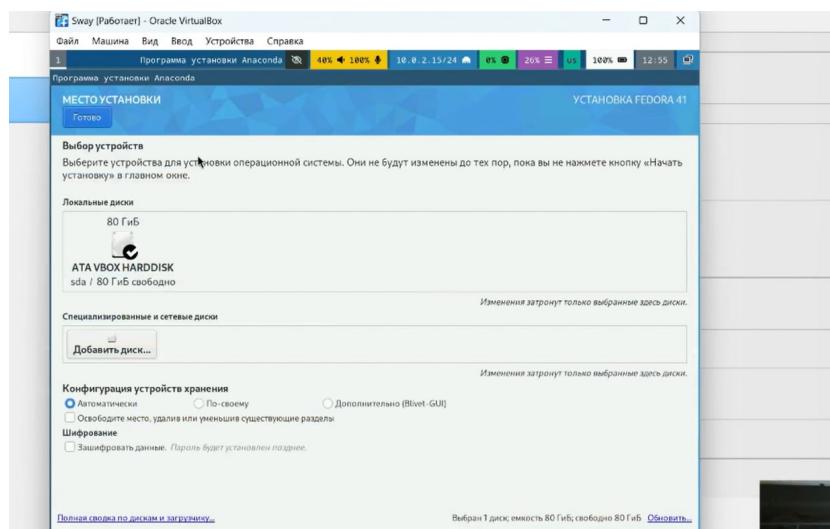 Sway [Работает] - Oracle VirtualBox
Файл Машина Вид Ввод Устройства Справка
1 Программа установки Anaconda 40% 100% 10.0.2.15/24 0% 26% us 100% 12:55
Программа установки Anaconda
МЕСТО УСТАНОВКИ УСТАНОВКА FEDORA 41
Готово
Выбор устройств
Выберите устройства для установки операционной системы. Они не будут изменены до тех пор, пока вы не нажмете кнопку «Начать
установку» в главном окне.
Локальные диски
80 ГиБ
ATA VBOX HARDDISK
sda / 80 ГиБ свободно
Изменения затронут только выбранные здесь диски.
Специализированные и сетевые диски
Добавить диск...
Изменения затронут только выбранные здесь диски.
Конфигурация устройств хранения
Автоматически По-своему Дополнительно (Blivet-GUI)
Освободите место, удалив или уменьшив существующие разделы
Шифрование
Зашифровать данные. Пароль будет установлен позднее.
Полная сводка по дискам и загрузчику... Выбран 1 диск; емкость 80 ГиБ; свободно 80 ГиБ Обновить...